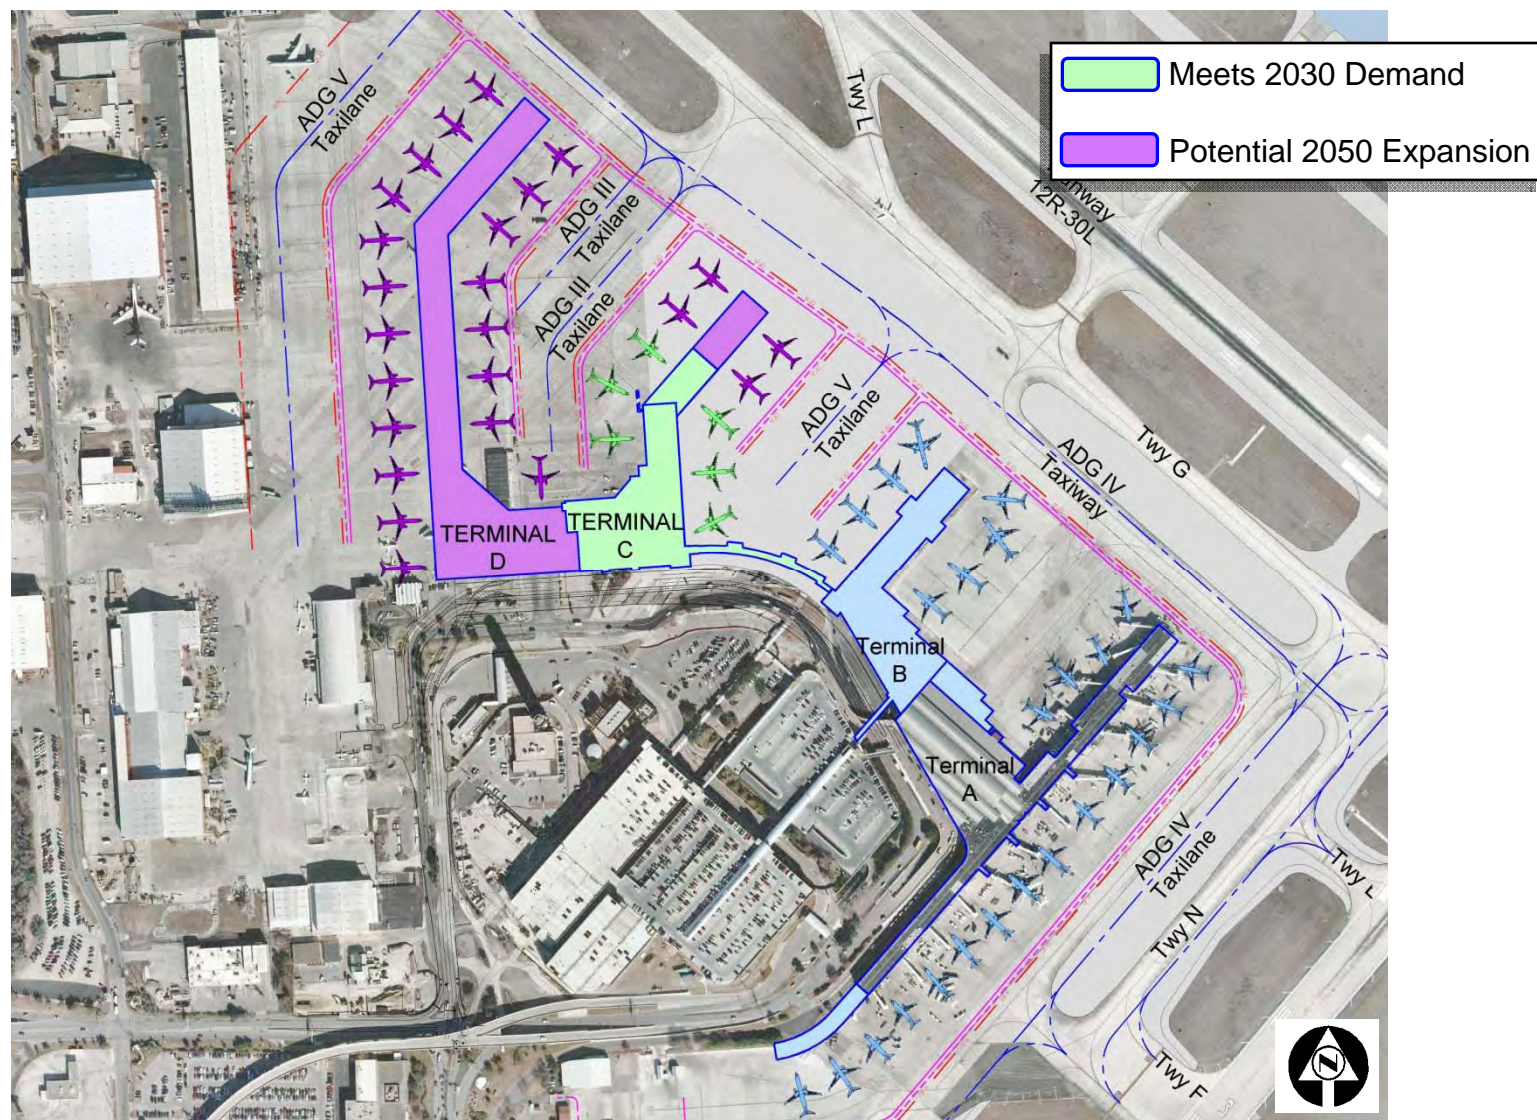 Meets 2030 Demand
Potential 2050 Expansion
ADG V
Taxilane
Twy L
12R-30L
ADG III
Taxilane
ADG III
Taxilane
ADG V
Taxilane
ADG IV
Taxiway
Twy G
TERMINAL
D
TERMINAL
C
Terminal
B
Terminal
A
ADG IV
Taxilane
Twy N
Twy L
Twy F
N